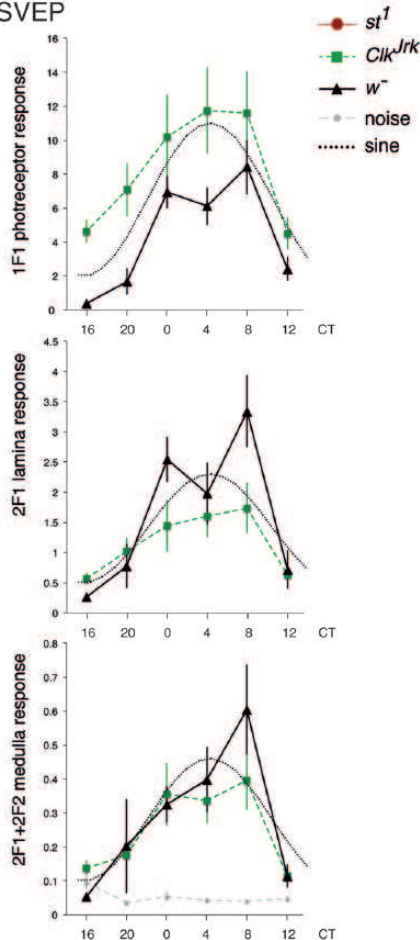 SVEP
st1
ClkJrk
w-
noise
sine
1F1 photreceptor response
16
14
12
10
8
6
4
2
0
16 20 0 4 8 12 CT
2F1 lamina response
4.5
4
3.5
3
2.5
2
1.5
1
0.5
0
16 20 0 4 8 12 CT
2F1+2F2 medulla response
0.8
0.7
0.6
0.5
0.4
0.3
0.2
0.1
0
16 20 0 4 8 12 CT